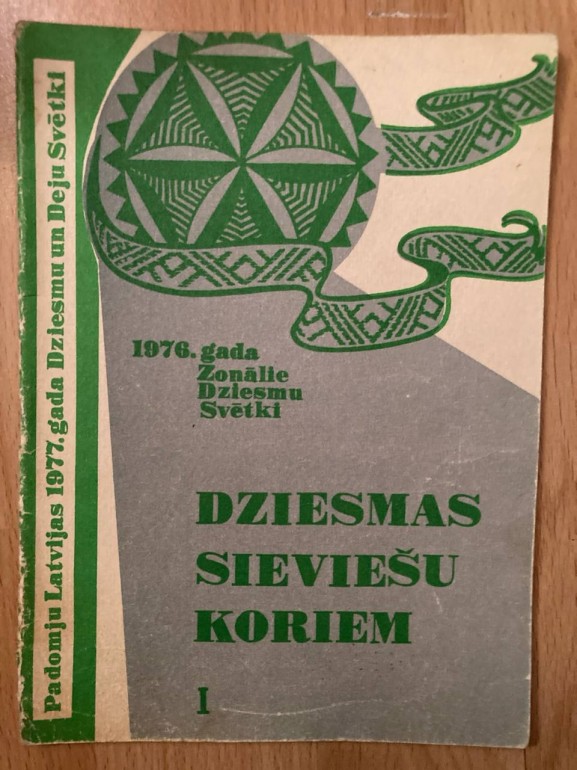 Padomju Latvijas 1977. gada Dziesmu un Deju Svētki
1976. gada
Zonālie
Dziesmu
Svētki
DZIESMAS
SIEVIEŠU
KORIEM
I